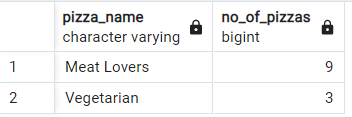 pizza_name no_of_pizzas
character varying bigint
1 Meat Lovers 9
2 Vegetarian 3